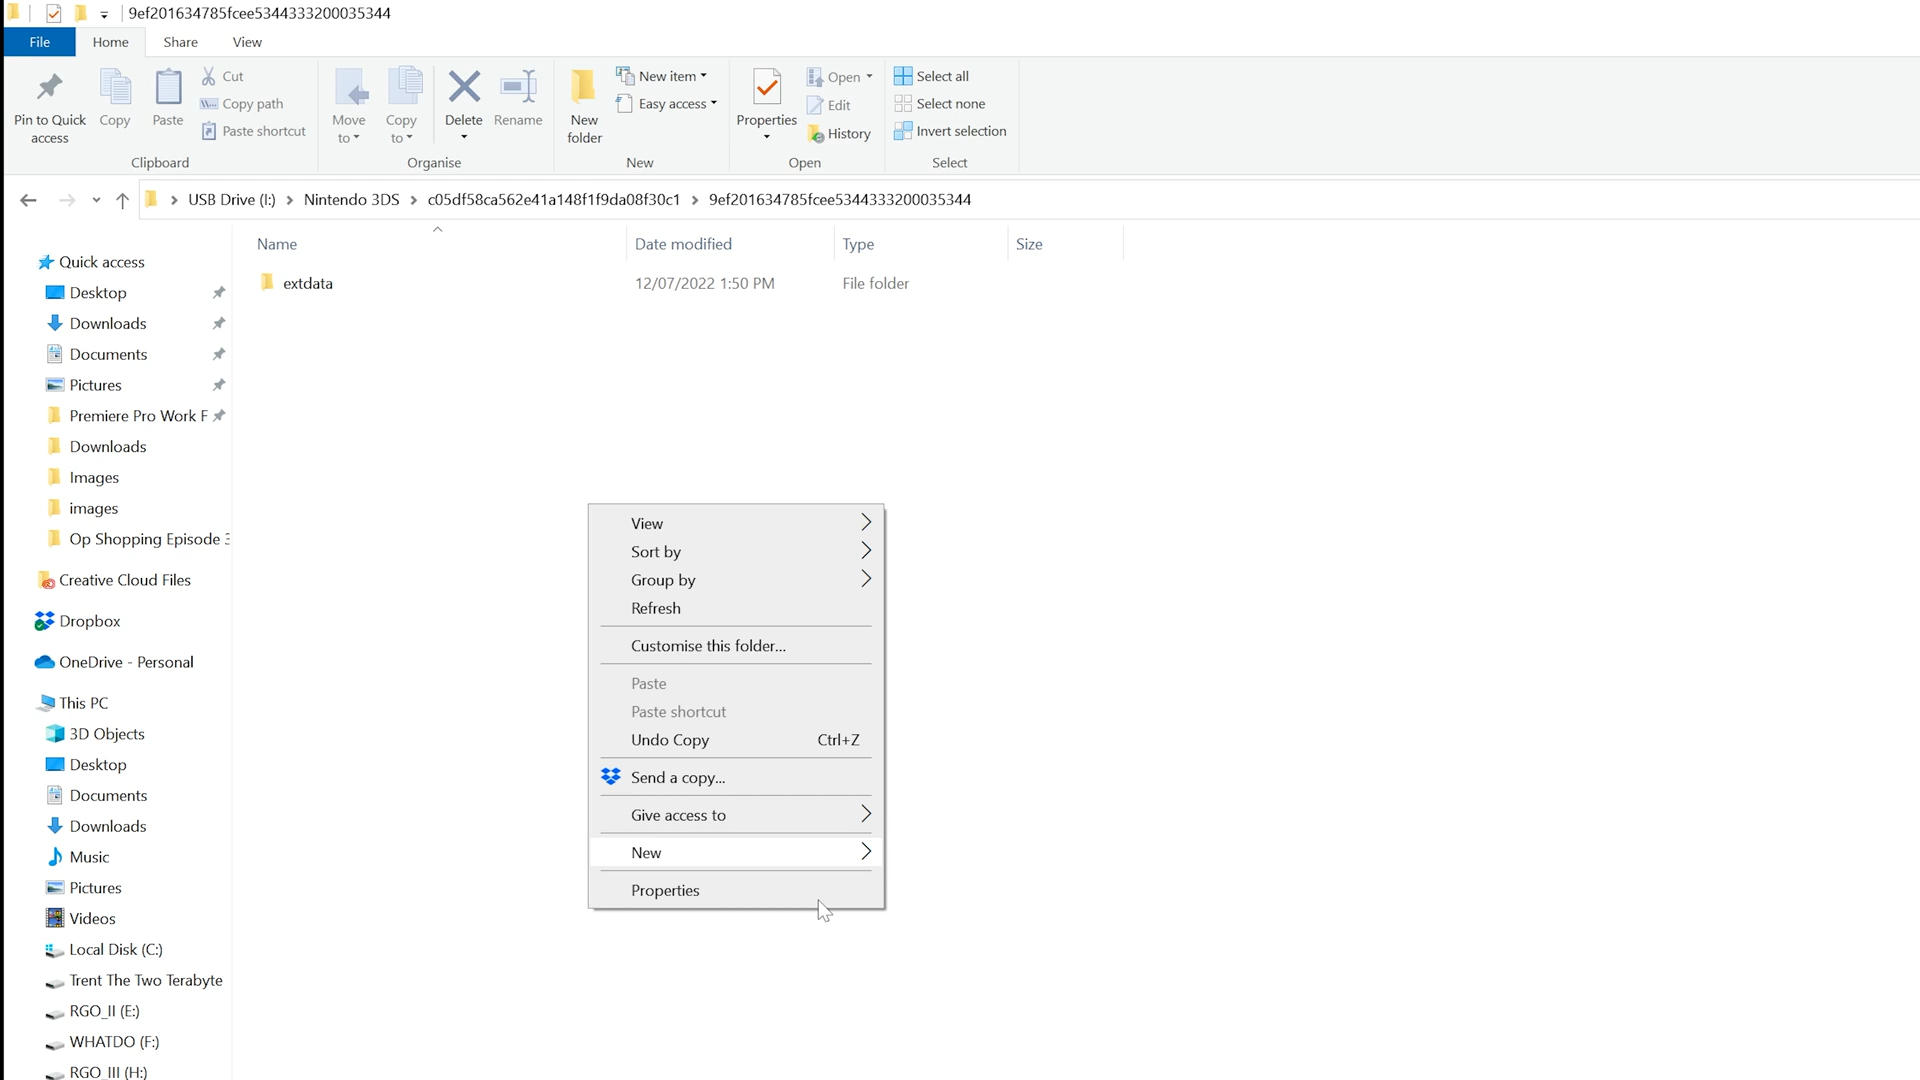 9ef201634785fcee5344333200035344
File Home Share View
Pin to Quick access
Copy
Paste
Cut
Copy path
Paste shortcut
Clipboard
Move to
Copy to
Delete
Rename
Organise
New folder
New item
Easy access
New
Properties
Open
Edit
History
Open
Select all
Select none
Invert selection
Select
USB Drive (I:) Nintendo 3DS c05df58ca562e41a148f1f9da08f30c1 9ef201634785fcee5344333200035344
Name Date modified Type Size
extdata 12/07/2022 1:50 PM File folder
Quick access
Desktop
Downloads
Documents
Pictures
Premiere Pro Work F
Downloads
Images
images
Op Shopping Episode 3
Creative Cloud Files
Dropbox
OneDrive - Personal
This PC
3D Objects
Desktop
Documents
Downloads
Music
Pictures
Videos
Local Disk (C:)
Trent The Two Terabyte
RGO_II (E:)
WHATDO (F:)
RGO_III (H:)
View
Sort by
Group by
Refresh
Customise this folder...
Paste
Paste shortcut
Undo Copy Ctrl+Z
Send a copy...
Give access to
New
Properties